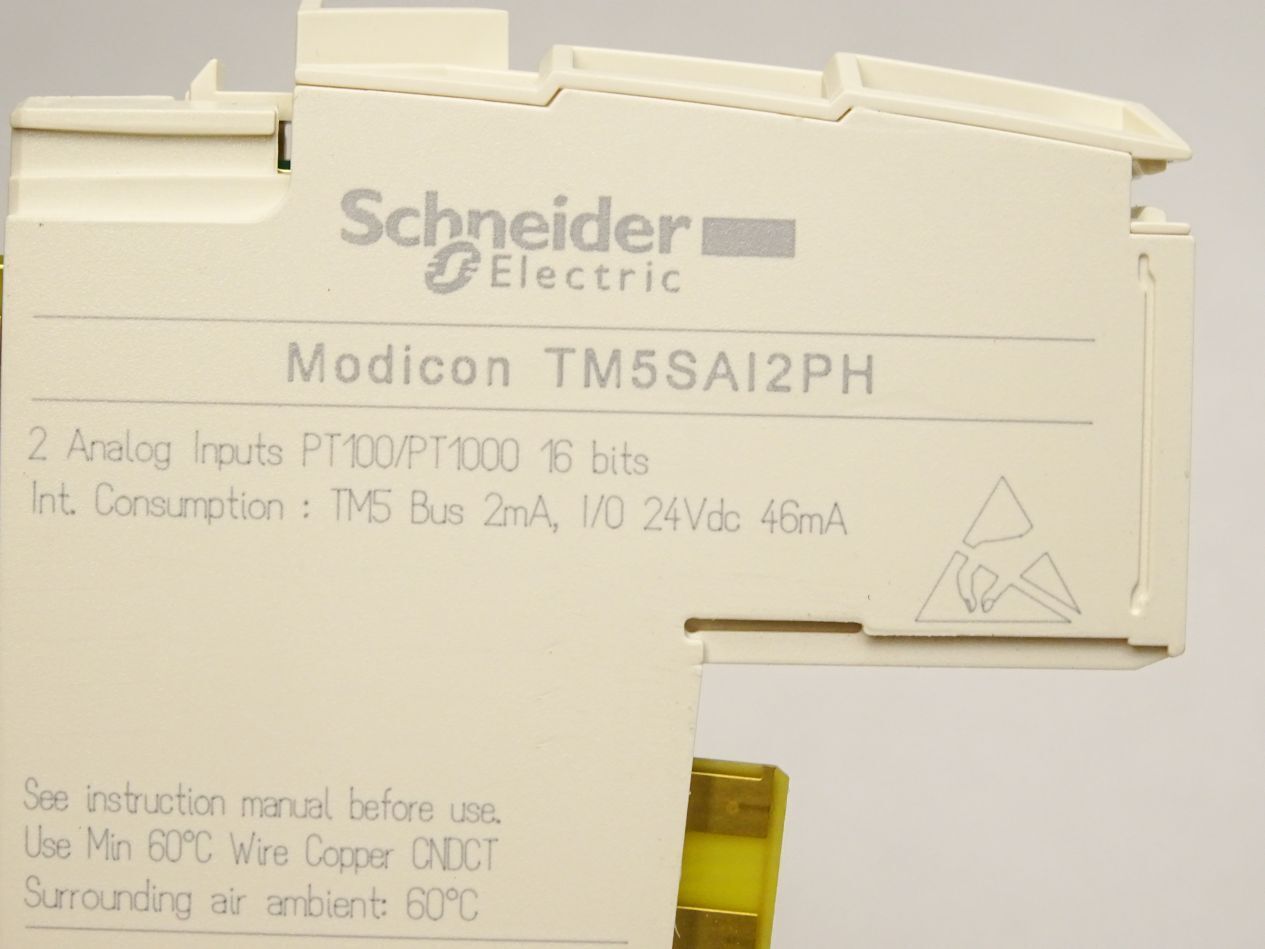 Schneider
Electric
Modicon TM5SAI2PH
2 Analog Inputs PT100/PT1000 16 bits
Int. Consumption : TM5 Bus 2mA, I/O 24Vdc 46mA
See instruction manual before use.
Use Min 60°C Wire Copper CNDCT
Surrounding air ambient: 60°C